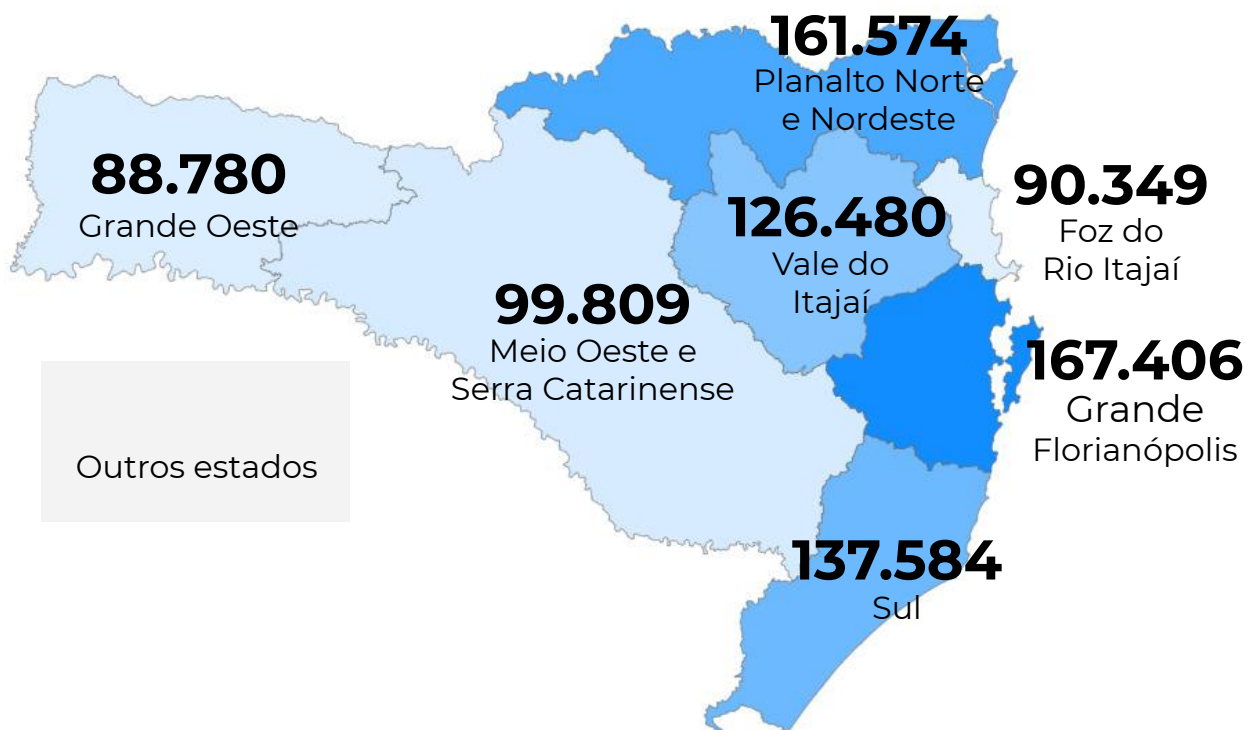 161.574
Planalto Norte
e Nordeste
88.780
Grande Oeste
90.349
Foz do
Rio Itajaí
126.480
Vale do
Itajaí
99.809
Meio Oeste e
Serra Catarinense
167.406
Grande
Florianópolis
Outros estados
137.584
Sul